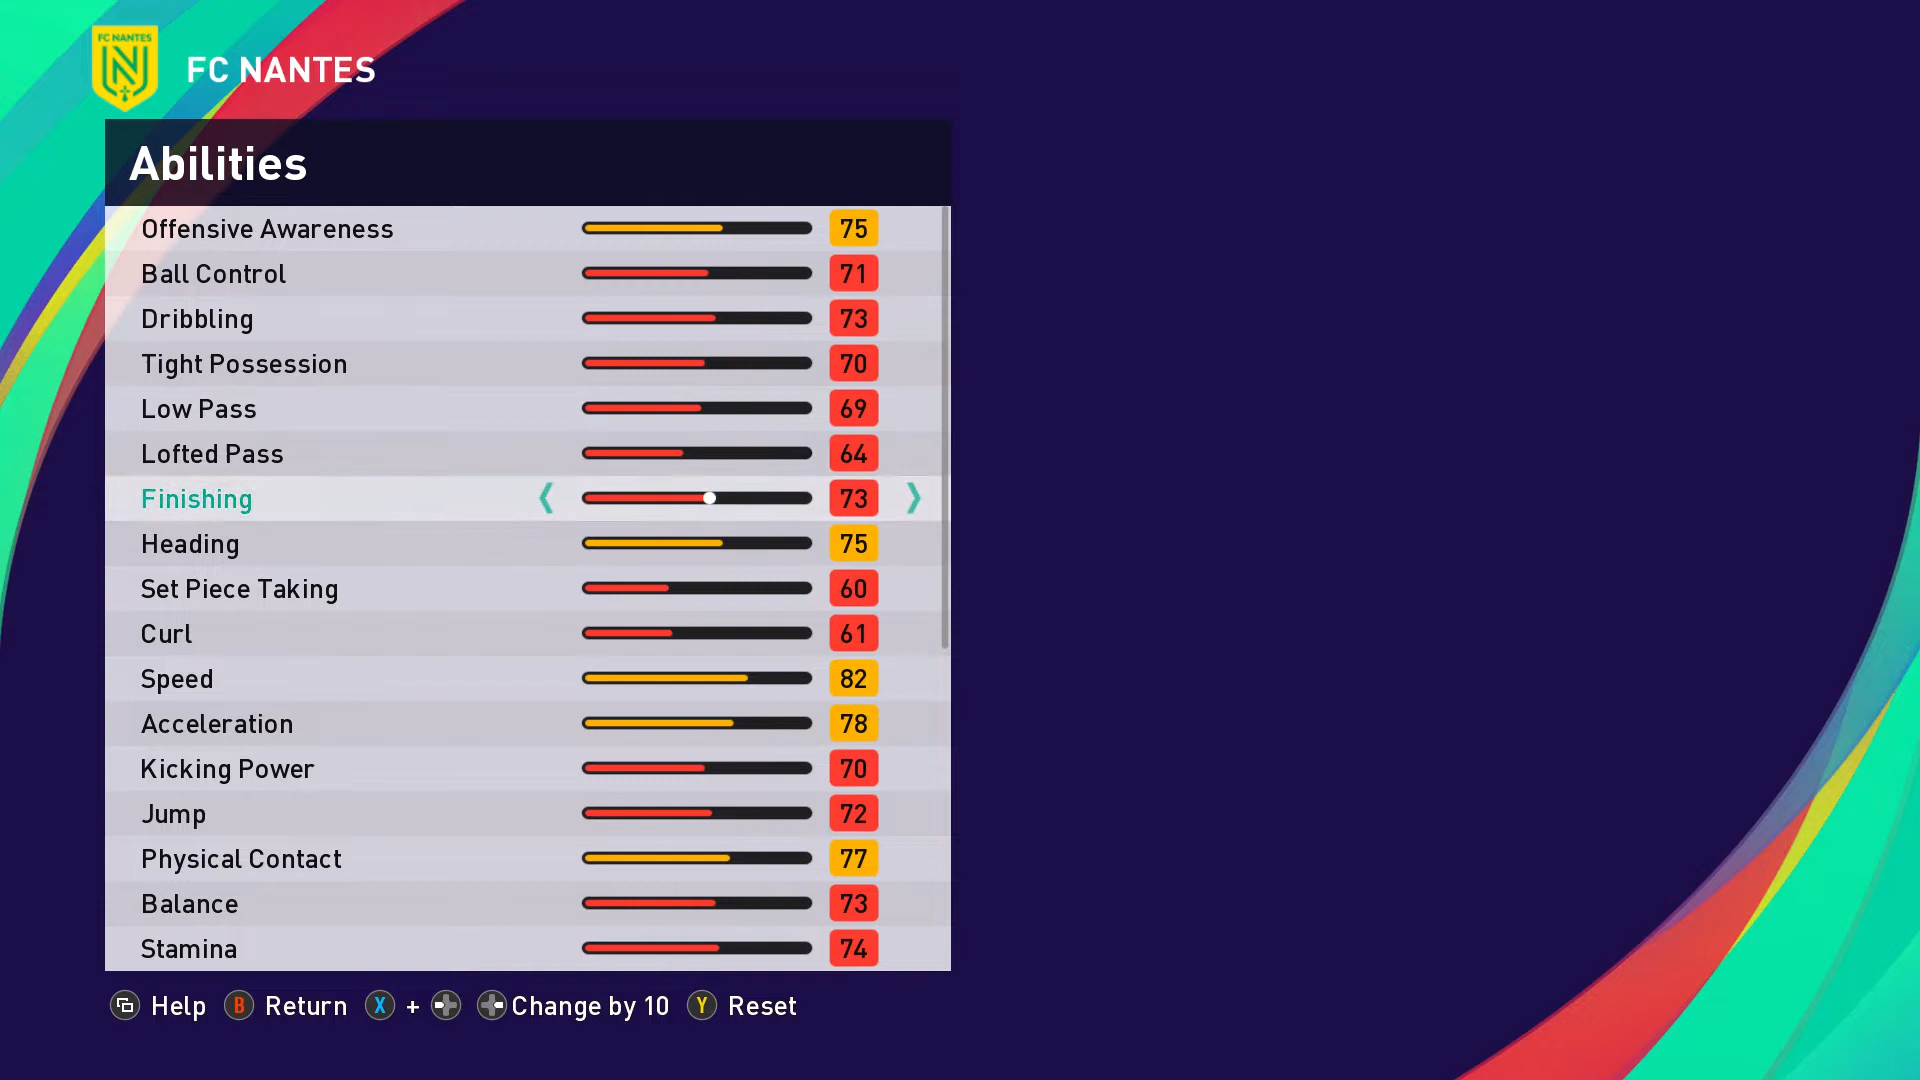 FC NANTES
FC NANTES
Abilities
Offensive Awareness 75
Ball Control 71
Dribbling 73
Tight Possession 70
Low Pass 69
Lofted Pass 64
Finishing 73
Heading 75
Set Piece Taking 60
Curl 61
Speed 82
Acceleration 78
Kicking Power 70
Jump 72
Physical Contact 77
Balance 73
Stamina 74
Help B Return X + Change by 10 Y Reset